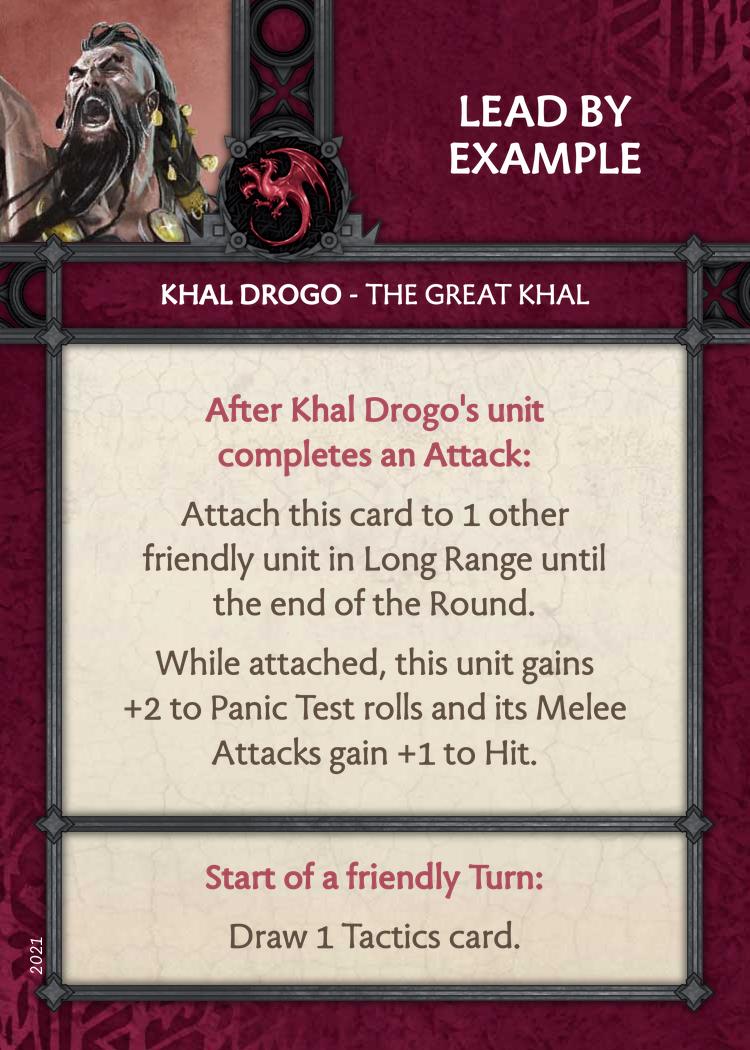 LEAD BY
EXAMPLE
KHAL DROGO - THE GREAT KHAL
After Khal Drogo's unit
completes an Attack:
Attach this card to 1 other
friendly unit in Long Range until
the end of the Round.
While attached, this unit gains
+2 to Panic Test rolls and its Melee
Attacks gain +1 to Hit.
Start of a friendly Turn:
Draw 1 Tactics card.
2021